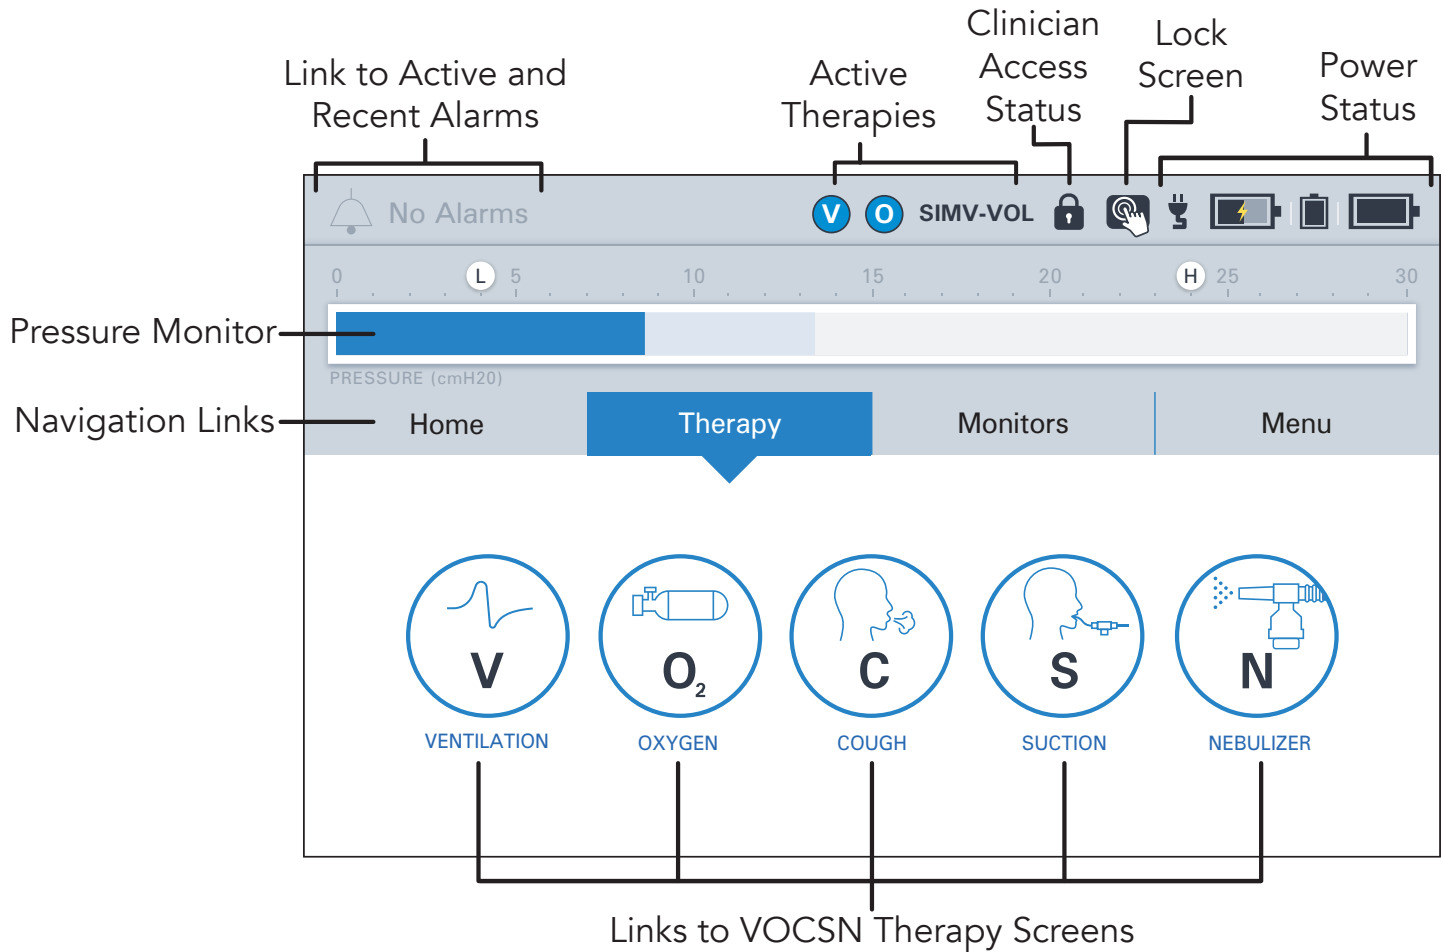 Clinician
Access
Status
Lock
Screen
Link to Active and
Recent Alarms
Active
Therapies
Power
Status
No Alarms
V O SIMV-VOL
0 L 5 10 15 20 H 25 30
Pressure Monitor
PRESSURE (cmH20)
Navigation Links
Home Therapy Monitors Menu
V O2 C S N
VENTILATION OXYGEN COUGH SUCTION NEBULIZER
Links to VOCSN Therapy Screens